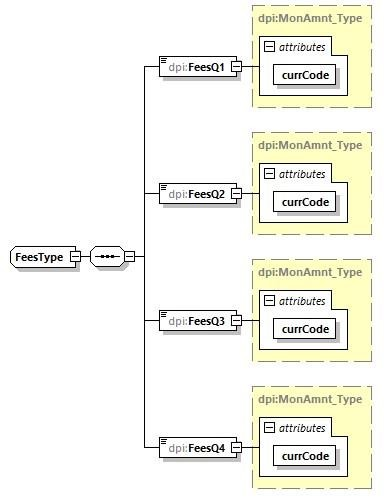 dpi:MonAmnt_Type
attributes
dpi:FeesQ1
currCode
dpi:MonAmnt_Type
attributes
dpi:FeesQ2
currCode
FeesType
dpi:MonAmnt_Type
attributes
dpi:FeesQ3
currCode
dpi:MonAmnt_Type
attributes
dpi:FeesQ4
currCode